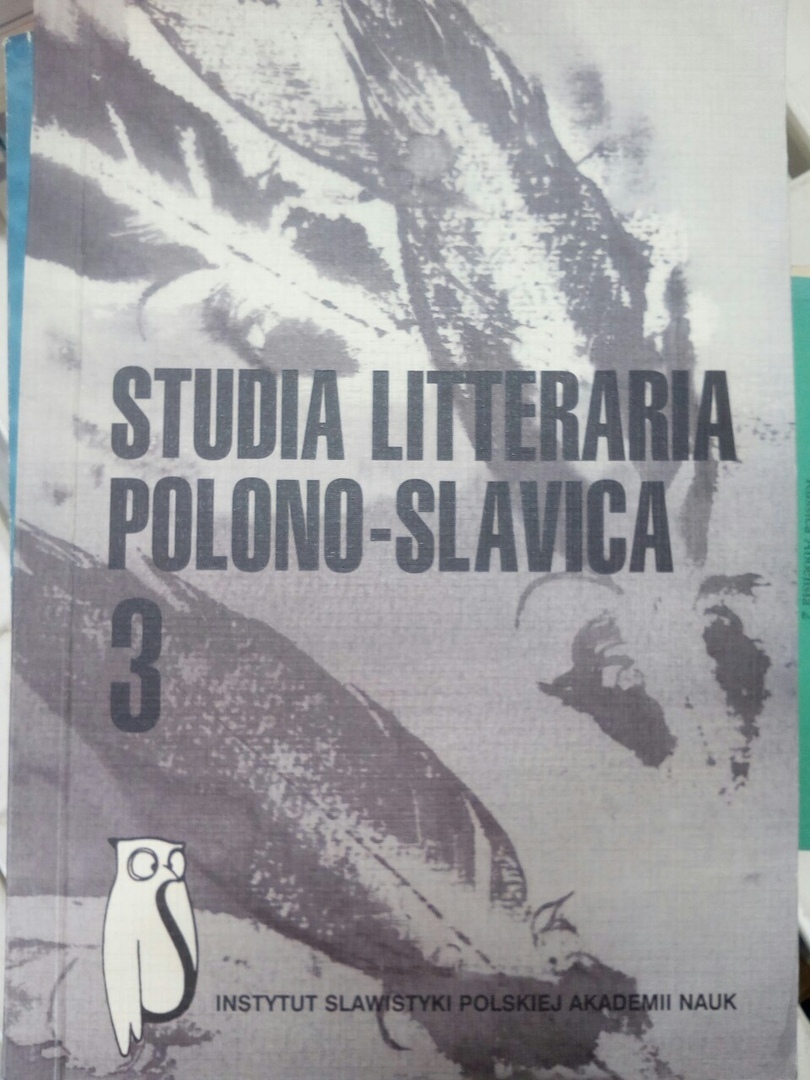 STUDIA LITTERARIA
POLONO-SLAVICA
3
INSTYTUT SLAWISTYKI POLSKIEJ AKADEMII NAUK